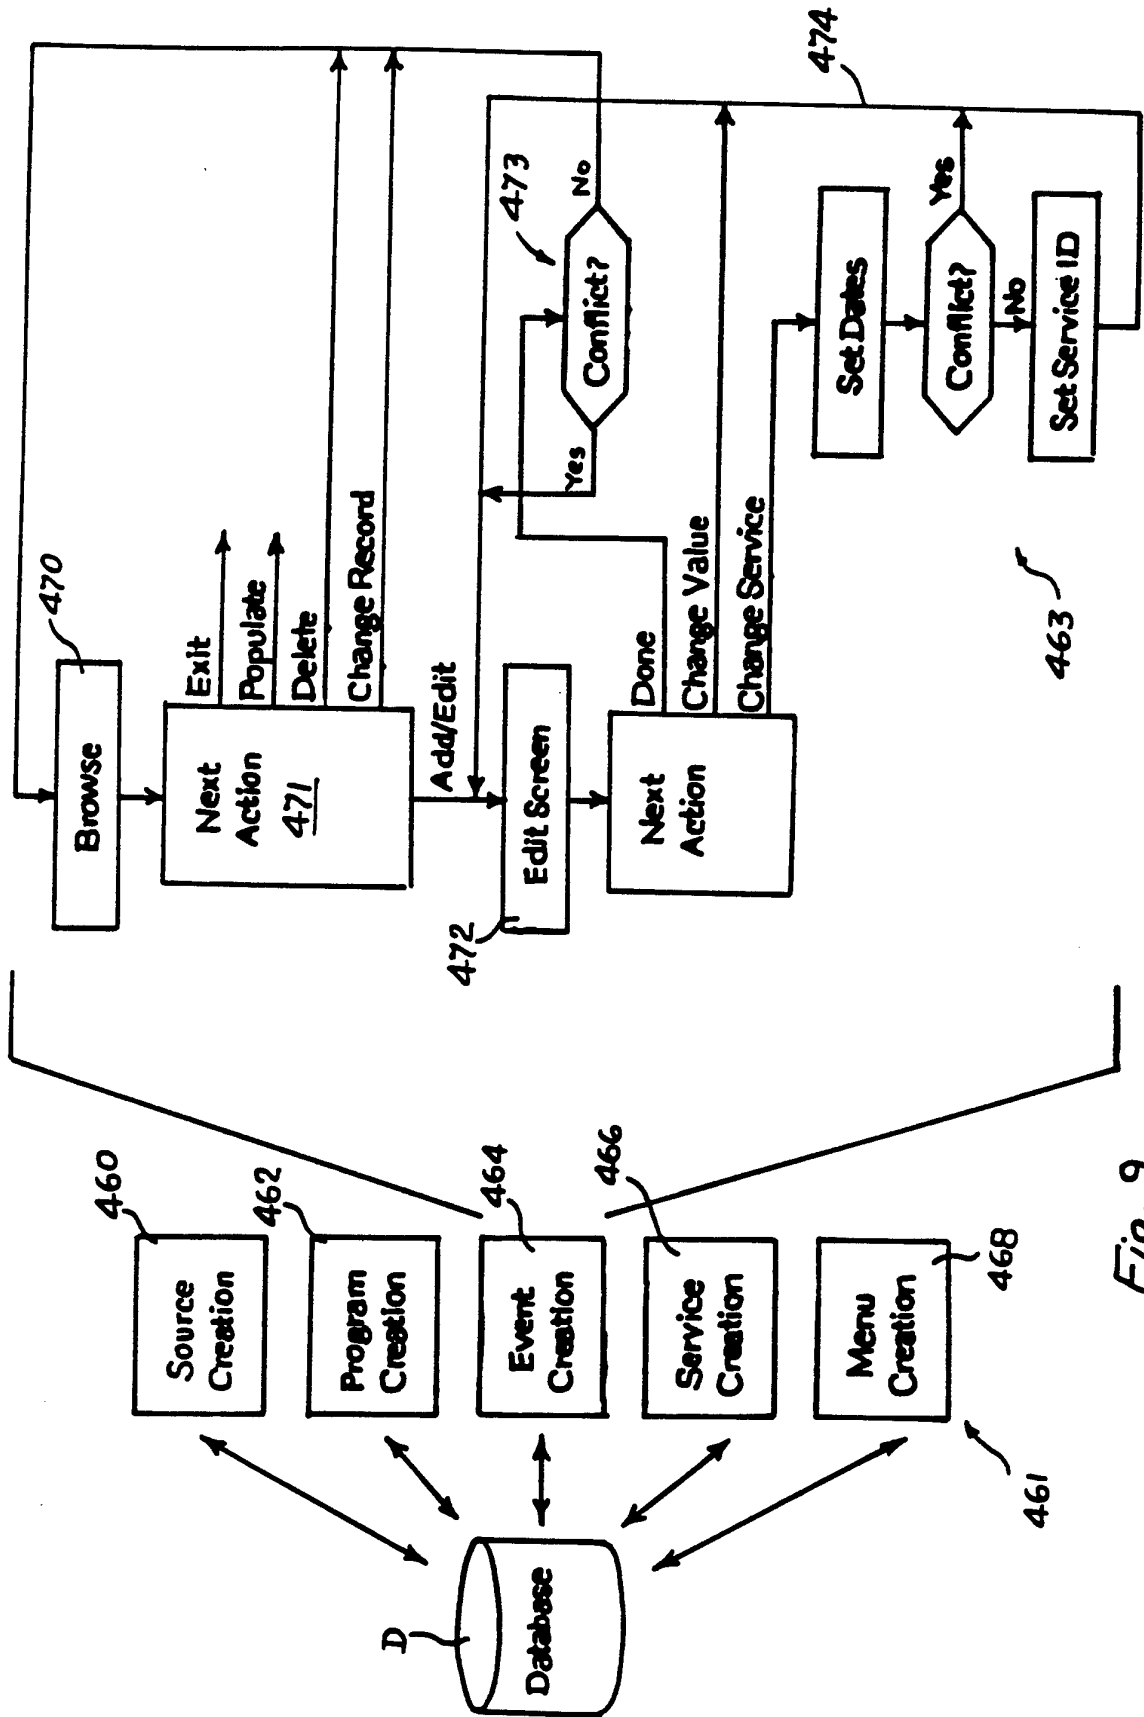 D
Database
460
Source
Creation
462
Program
Creation
464
Event
Creation
466
Service
Creation
468
Menu
Creation
461
470
Browse
Next
Action
471
Exit
Populate
Delete
Change Record
Add/Edit
472
Edit Screen
Next
Action
Done
Change Value
Change Service
473
Conflict?
Yes
No
474
Set Dates
Conflict?
Yes
No
Set Service ID
463
Fig. 9